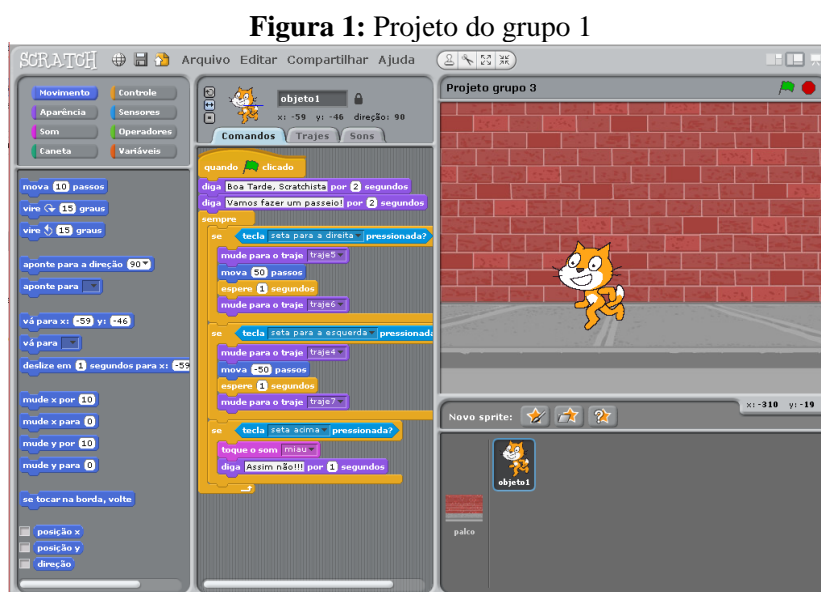 Figura 1: Projeto do grupo 1
SCRATCH Arquivo Editar Compartilhar Ajuda
Movimento Controle
Aparência Sensores
Som Operadores
Caneta Variáveis
mova 10 passos
vire 15 graus
vire 15 graus
aponte para a direção 90
aponte para
vá para x: -59 y: -46
vá para
deslize em 1 segundos para x: -59
mude x por 10
mude x para 0
mude y por 10
mude y para 0
se tocar na borda, volte
posição x
posição y
direção
objeto1
x: -59 y: -46 direção: 90
Comandos Trajes Sons
quando clicado
diga Boa Tarde, Scratchista por 2 segundos
diga Vamos fazer um passeio! por 2 segundos
sempre
se tecla seta para a direita pressionada?
mude para o traje traje5
mova 50 passos
espere 1 segundos
mude para o traje traje6
se tecla seta para a esquerda pressionada
mude para o traje traje4
mova -50 passos
espere 1 segundos
mude para o traje traje7
se tecla seta acima pressionada?
toque o som miau
diga Assim não!!! por 1 segundos
Projeto grupo 3
x: -310 y: -19
Novo sprite:
objeto1
palco